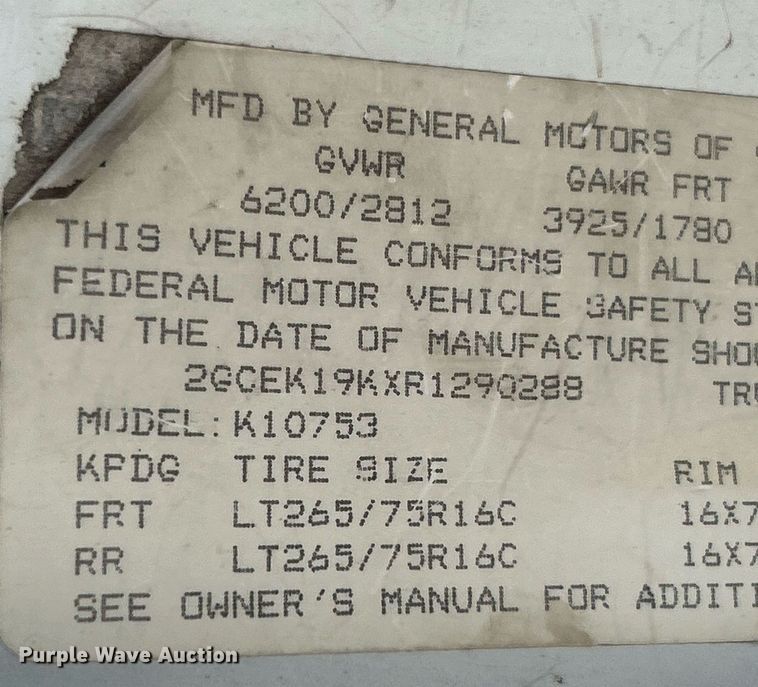 MFD BY GENERAL MOTORS OF
GVWR GAWR FRT
6200/2812 3925/1780
THIS VEHICLE CONFORMS TO ALL
FEDERAL MOTOR VEHICLE SAFETY
ON THE DATE OF MANUFACTURE
2GCEK19KXR1290288
MODEL: K10753
KPDG TIRE SIZE RIM
FRT LT265/75R16C 16X7
RR LT265/75R16C 16X7
SEE OWNER'S MANUAL FOR
Purple Wave Auction